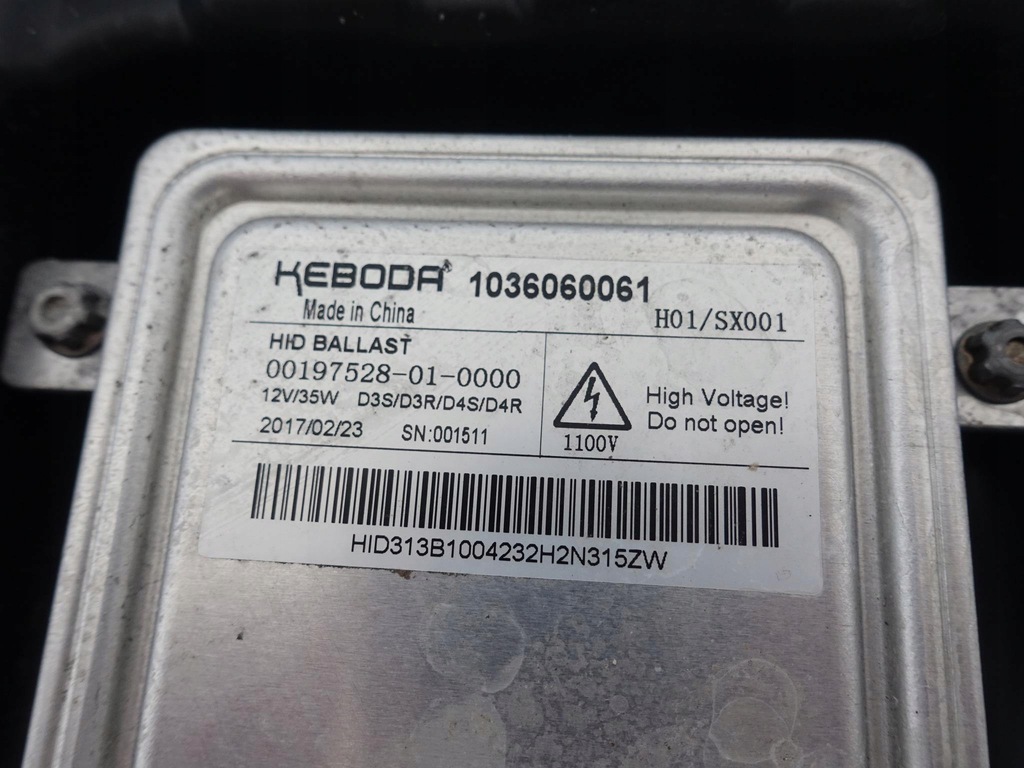 KEBODA® 1036060061
Made in China
H01/SX001
HID BALLAST
00197528-01-0000
12V/35W D3S/D3R/D4S/D4R
2017/02/23 SN:001511
1100V
High Voltage!
Do not open!
HID313B1004232H2N315ZW